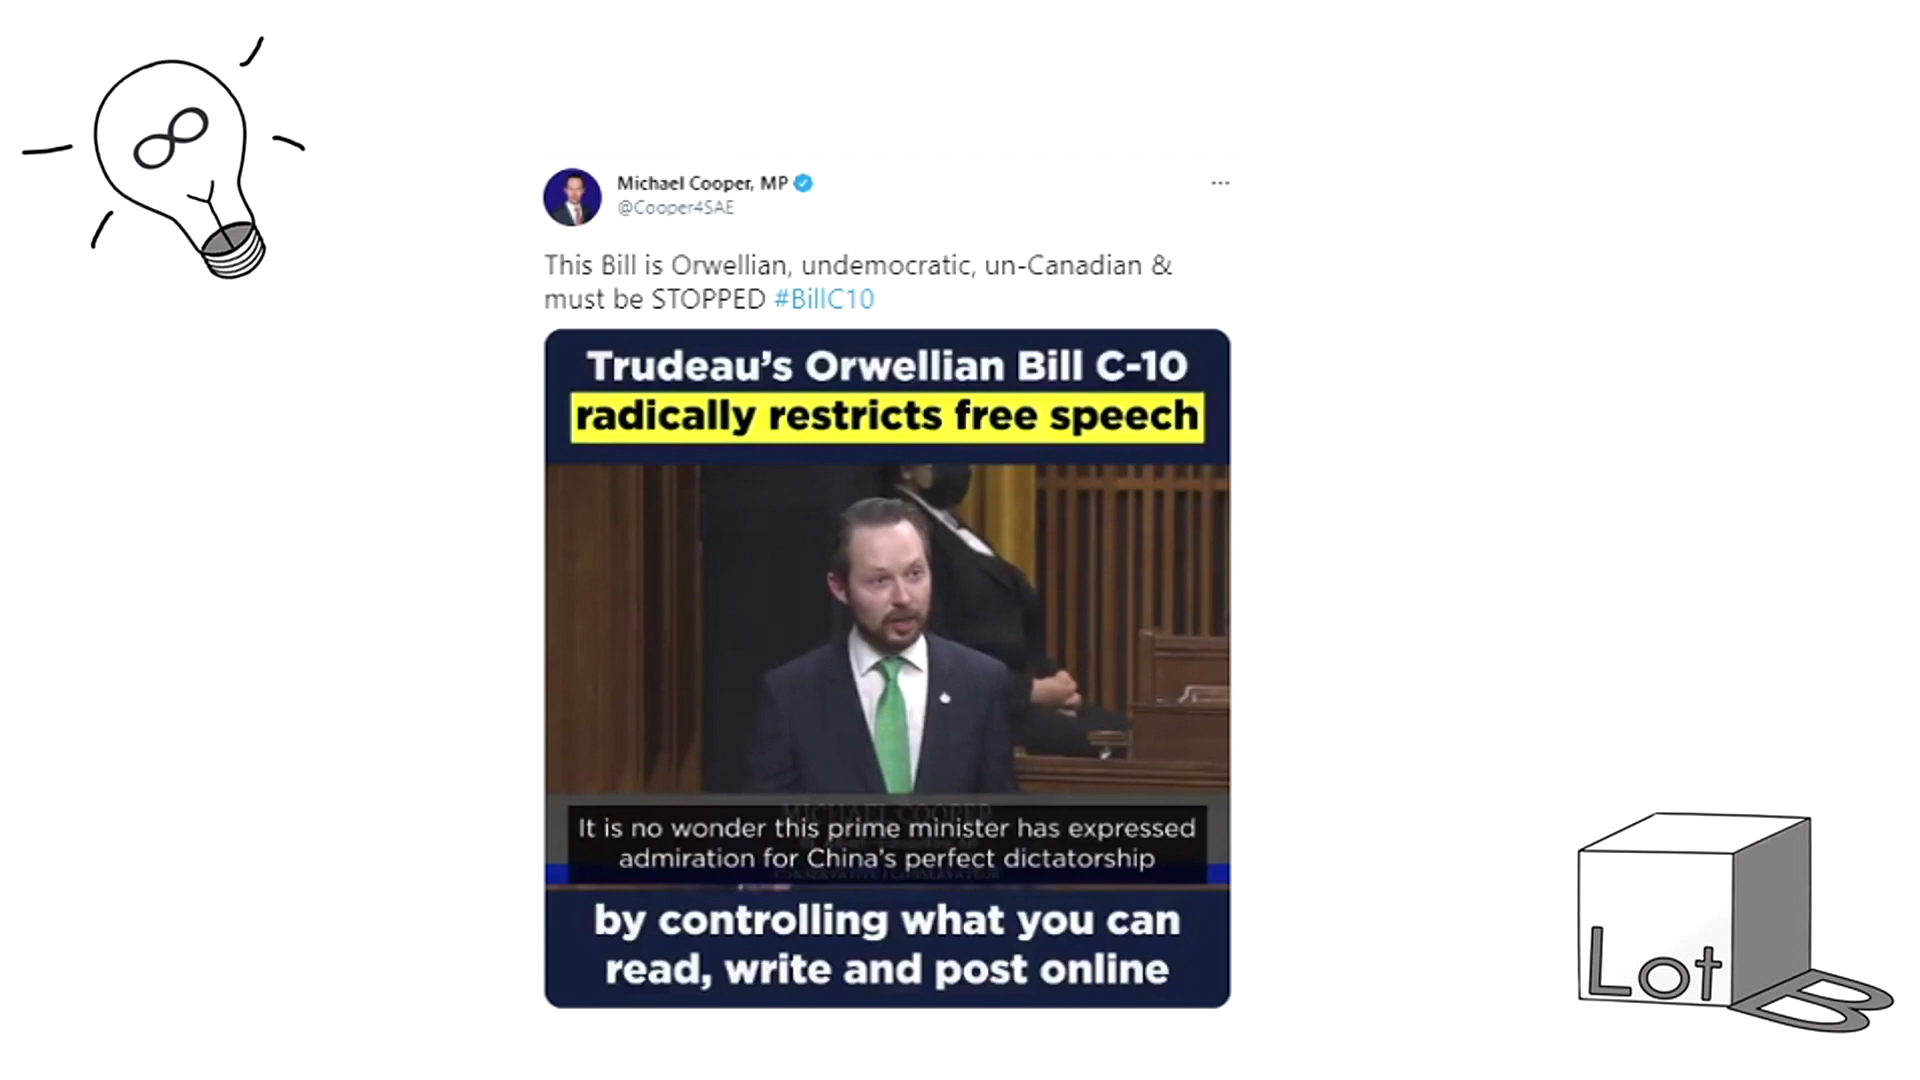 Michael Cooper, MP
@Cooper4SAE
This Bill is Orwellian, undemocratic, un-Canadian &
must be STOPPED #BillC10
Trudeau's Orwellian Bill C-10
radically restricts free speech
MICHAEL COOPER
It is no wonder this prime minister has expressed
admiration for China's perfect dictatorship
by controlling what you can
read, write and post online
Lot
B